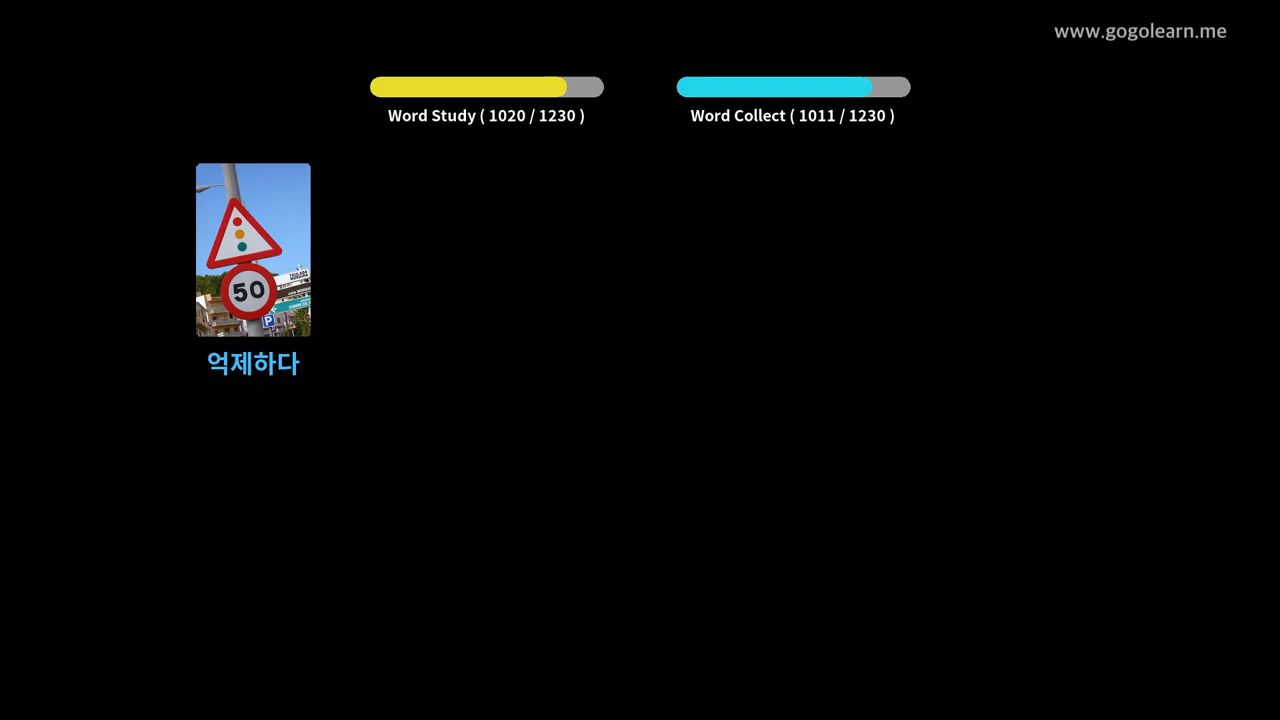 www.gogolearn.me
Word Study ( 1020 / 1230 )
Word Collect ( 1011 / 1230 )
50
P
억제하다